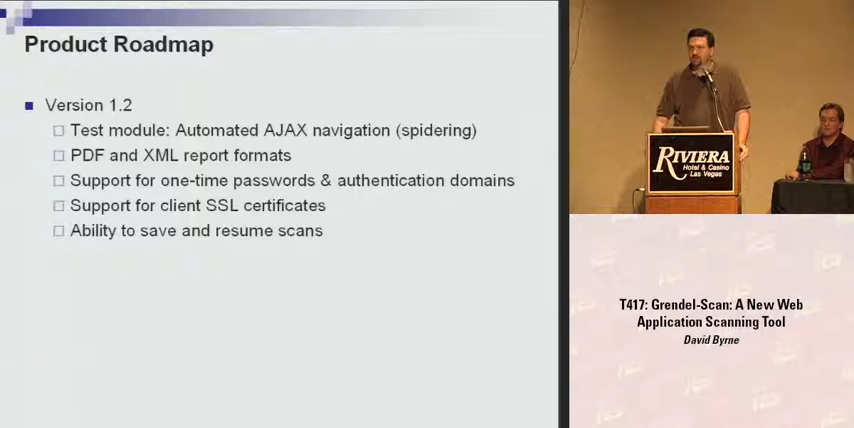 Product Roadmap
Version 1.2
Test module: Automated AJAX navigation (spidering)
PDF and XML report formats
Support for one-time passwords & authentication domains
Support for client SSL certificates
Ability to save and resume scans
RIVIERA
Hotel & Casino
Las Vegas
T417: Grendel-Scan: A New Web
Application Scanning Tool
David Byrne